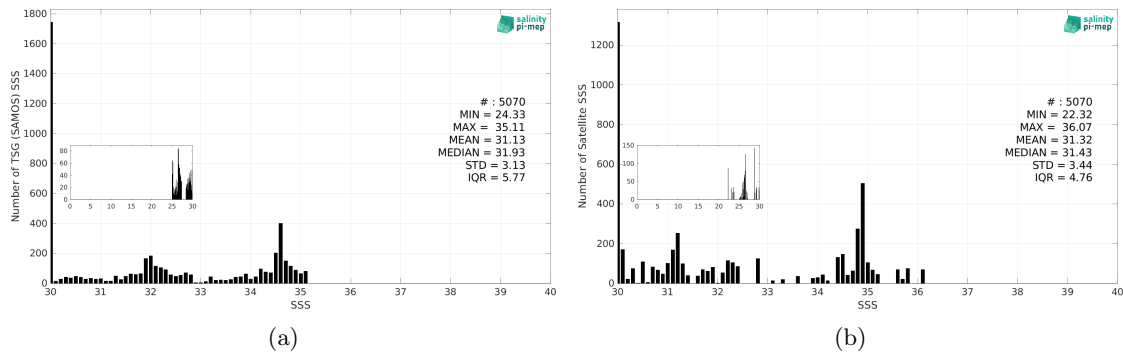 1800
1600
1400
1200
1000
800
600
400
200
0
30 31 32 33 34 35 36 37 38 39 40
SSS
Number of TSG (SAMOS) SSS
salinity
pi-mep
# : 5070
MIN = 24.33
MAX = 35.11
MEAN = 31.13
MEDIAN = 31.93
STD = 3.13
IQR = 5.77
80
60
40
20
0
0 5 10 15 20 25 30
(a)
1200
1000
800
600
400
200
0
30 31 32 33 34 35 36 37 38 39 40
SSS
Number of Satellite SSS
salinity
pi-mep
# : 5070
MIN = 22.32
MAX = 36.07
MEAN = 31.32
MEDIAN = 31.43
STD = 3.44
IQR = 4.76
150
100
50
0
0 5 10 15 20 25 30
(b)